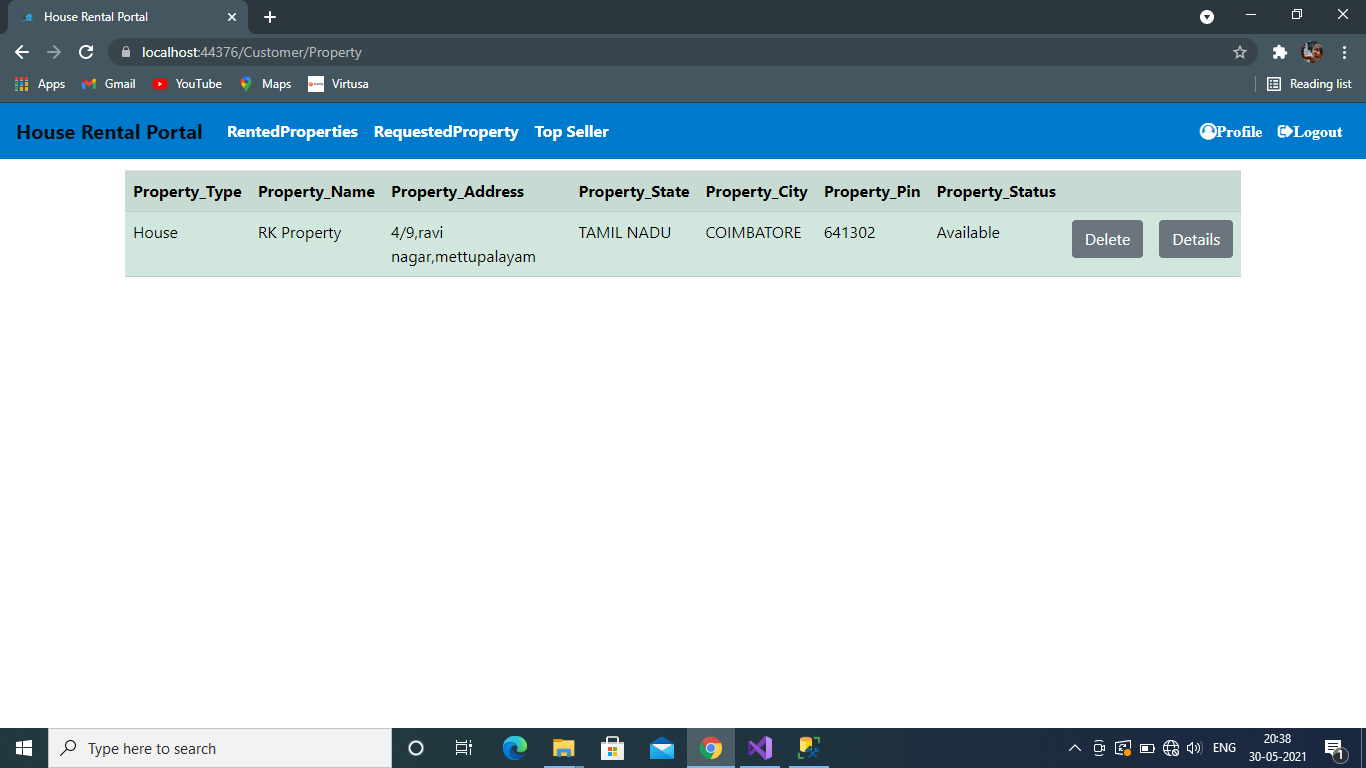 House Rental Portal
localhost:44376/Customer/Property
Apps Gmail YouTube Maps Virtusa Reading list
House Rental Portal RentedProperties RequestedProperty Top Seller Profile Logout
Property_Type Property_Name Property_Address Property_State Property_City Property_Pin Property_Status
House RK Property 4/9,ravi TAMIL NADU COIMBATORE 641302 Available Delete Details
nagar,mettupalayam
Type here to search
ENG
20:38
30-05-2021
1